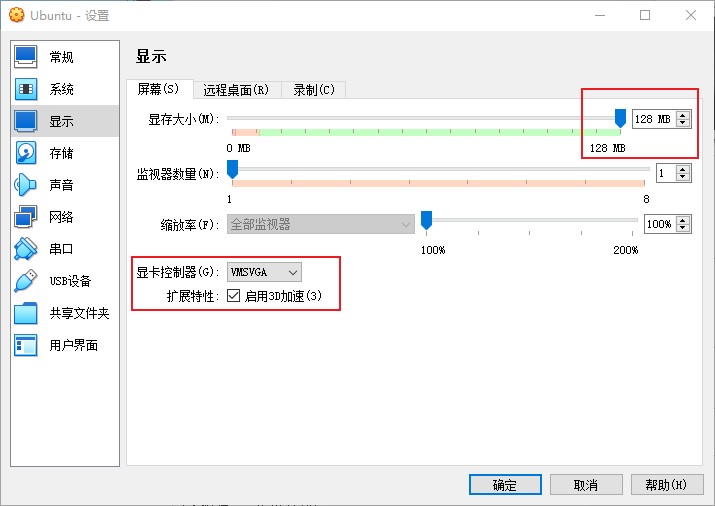 Ubuntu - 设置
常规
系统
显示
存储
声音
网络
串口
USB设备
共享文件夹
用户界面
显示
屏幕(S) 远程桌面(R) 录制(C)
显存大小(M): 128 MB
0 MB 128 MB
监视器数量(N): 1
1 8
缩放率(F): 全部监视器 100%
100% 200%
显卡控制器(G): VMSVGA
扩展特性: 启用3D加速(3)
确定 取消 帮助(H)